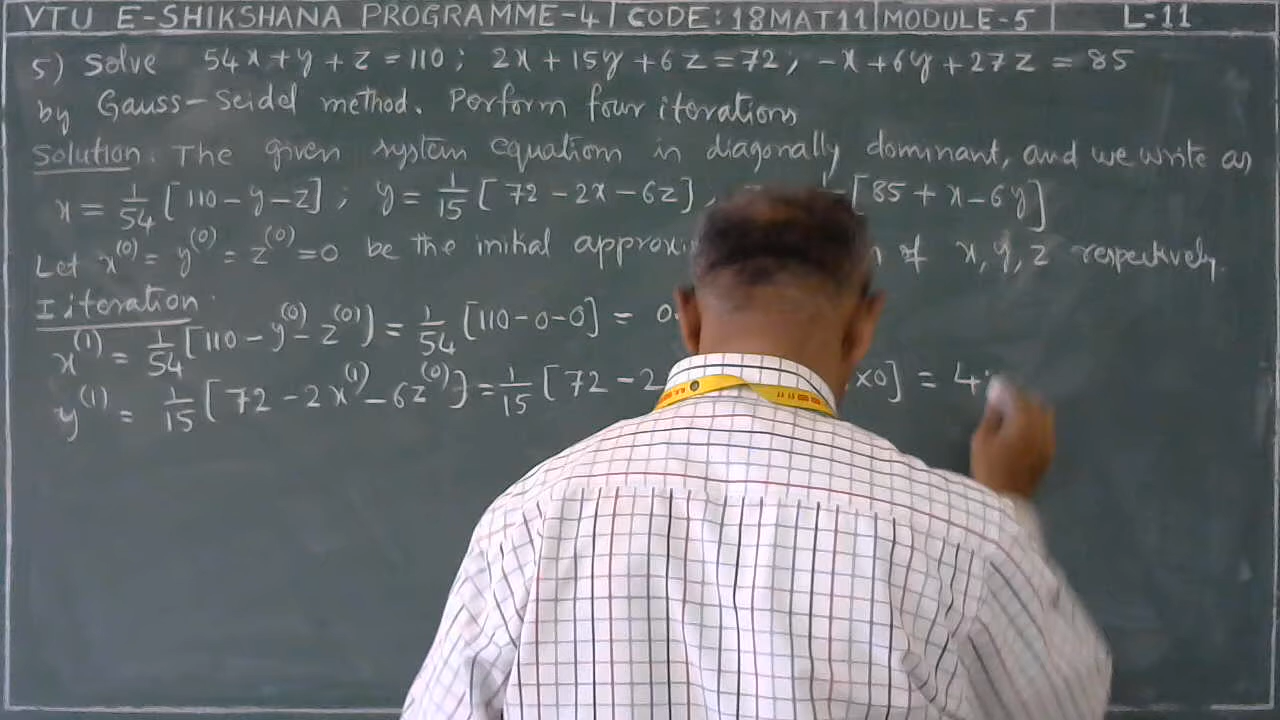 VTU E-SHIKSHANA PROGRAMME-4 | CODE: 18MAT11 | MODULE-5 | L-11
5) Solve 54x+y+z=110; 2x+15y+6z=72; -x+6y+27z=85
by Gauss-Seidel method. Perform four iterations
Solution: The given system equations is diagonally dominant, and we write as
x = 1/54 [110-y-z]; y = 1/15 [72-2x-6z], [85+x-6y]
Let x^(0) = y^(0) = z^(0) = 0 be the initial of x, y, z respectively.
I iteration:
x^(1) = 1/54 [110-y^(0)-z^(0)] = 1/54 [110-0-0] =
y^(1) = 1/15 [72-2x^(1)-6z^(0)] = 1/15 [72-2 x0] = 4.